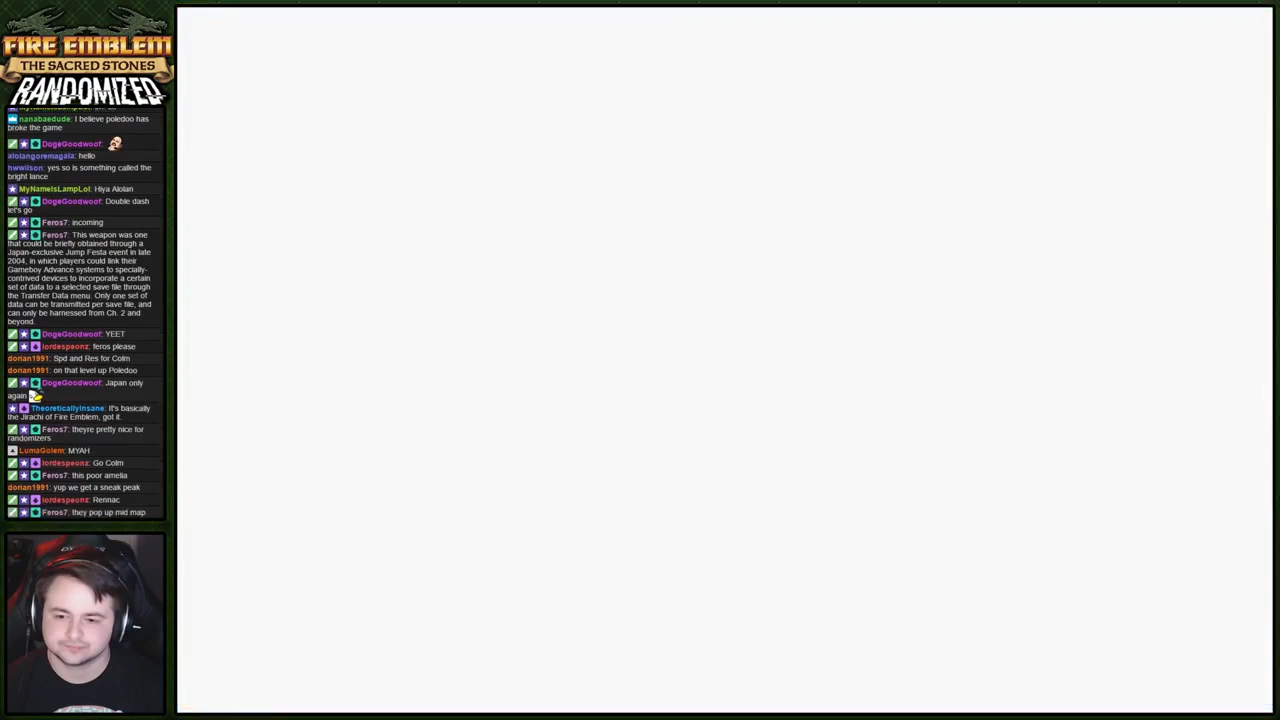 FIRE EMBLEM
THE SACRED STONES
RANDOMIZED
nanabaedude: I believe poledoo has
broke the game
DogeGoodwoof:
alolangoremagala: hello
hwwilson: yes so is something called the
bright lance
MyNameIsLampLol: Hiya Alolan
DogeGoodwoof: Double dash
let's go
Feros7: incoming
Feros7: This weapon was one
that could be briefly obtained through a
Japan-exclusive Jump Festa event in late
2004, in which players could link their
Gameboy Advance systems to specially-
contrived devices to incorporate a certain
set of data to a selected save file through
the Transfer Data menu. Only one set of
data can be transmitted per save file, and
can only be harnessed from Ch. 2 and
beyond.
DogeGoodwoof: YEET
lordespeonz: feros please
dorian1991: Spd and Res for Colm
dorian1991: on that level up Poledoo
DogeGoodwoof: Japan only
again
TheoreticallyInsane: It's basically
the Jirachi of Fire Emblem, got it.
Feros7: theyre pretty nice for
randomizers
LumaGolem: MYAH
lordespeonz: Go Colm
Feros7: this poor amelia
dorian1991: yup we get a sneak peak
lordespeonz: Rennac
Feros7: they pop up mid map